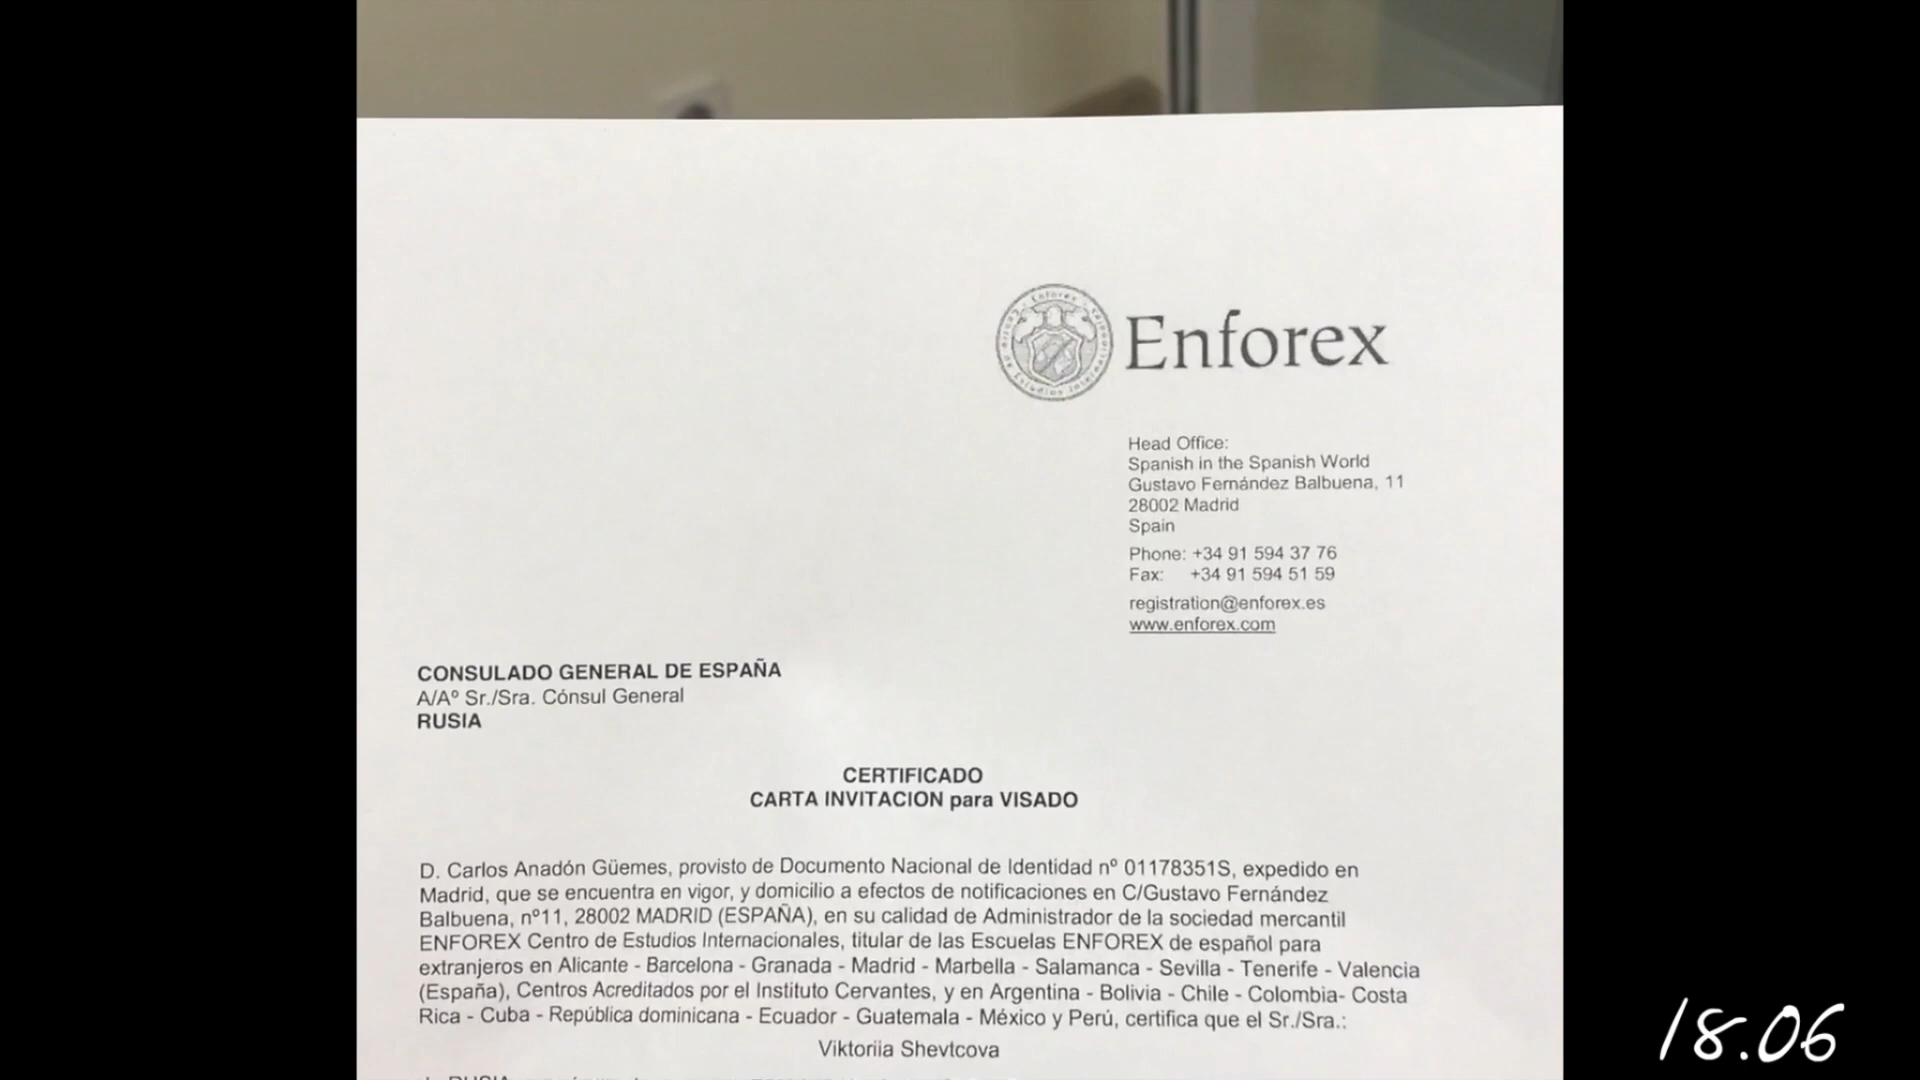 Enforex
Head Office:
Spanish in the Spanish World
Gustavo Fernández Balbuena, 11
28002 Madrid
Spain
Phone: +34 91 594 37 76
Fax: +34 91 594 51 59
registration@enforex.es
www.enforex.com
CONSULADO GENERAL DE ESPAÑA
A/Aº Sr./Sra. Cónsul General
RUSIA
CERTIFICADO
CARTA INVITACION para VISADO
D. Carlos Anadón Güemes, provisto de Documento Nacional de Identidad nº 01178351S, expedido en
Madrid, que se encuentra en vigor, y domicilio a efectos de notificaciones en C/Gustavo Fernández
Balbuena, nº11, 28002 MADRID (ESPAÑA), en su calidad de Administrador de la sociedad mercantil
ENFOREX Centro de Estudios Internacionales, titular de las Escuelas ENFOREX de español para
extranjeros en Alicante - Barcelona - Granada - Madrid - Marbella - Salamanca - Sevilla - Tenerife - Valencia
(España), Centros Acreditados por el Instituto Cervantes, y en Argentina - Bolivia - Chile - Colombia- Costa
Rica - Cuba - República dominicana - Ecuador - Guatemala - México y Perú, certifica que el Sr./Sra.:
Viktoriia Shevtcova
18.06